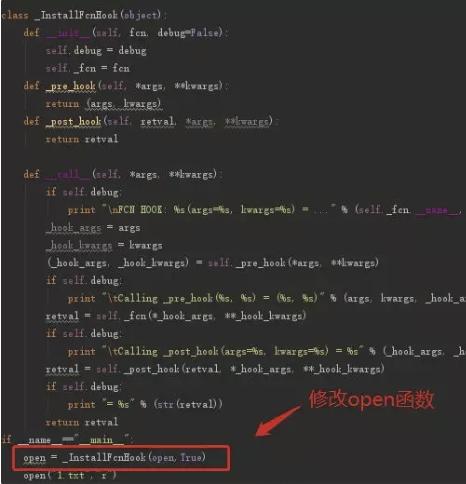 class _InstallFcnHook(object):
def __init__(self, fcn, debug=False):
self.debug = debug
self._fcn = fcn
def _pre_hook(self, *args, **kwargs):
return (args, kwargs)
def _post_hook(self, retval, *args, **kwargs):
return retval
def __call__(self, *args, **kwargs):
if self.debug:
print "\nFCN HOOK: %s(args=%s, kwargs=%s) = ..." % (self._fcn.__name__,
_hook_args = args
_hook_kwargs = kwargs
(_hook_args, _hook_kwargs) = self._pre_hook(*args, **kwargs)
if self.debug:
print "\tCalling _pre_hook(%s, %s) = (%s, %s)" % (args, kwargs, _hook_a
retval = self._fcn(*_hook_args, **_hook_kwargs)
if self.debug:
print "\tCalling _post_hook(args=%s, kwargs=%s) = %s" % (_hook_args, _h
retval = self._post_hook(retval, *_hook_args, **_hook_kwargs)
if self.debug:
print "= %s" % (str(retval))
return retval
修改open函数
if __name__=="__main__":
open = _InstallFcnHook(open,True)
open("1.txt","r")